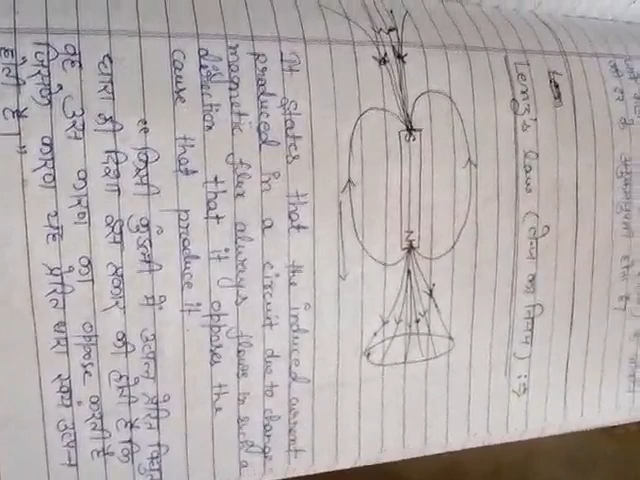 Len
Lenz's law (लेन्ज का नियम) :→
S
N
It states that the induced current
produced in a circuit due to change
magnetic flux always flows in such a
direction that it opposes the
cause that produce it.
"किसी कुंडली में उत्पन्न प्रेरित विद्युत
धारा की दिशा इस प्रकार की होती है कि
वह उस कारण का oppose करती है
जिसके कारण यह प्रेरित धारा स्वयं उत्पन्न
होती है।"